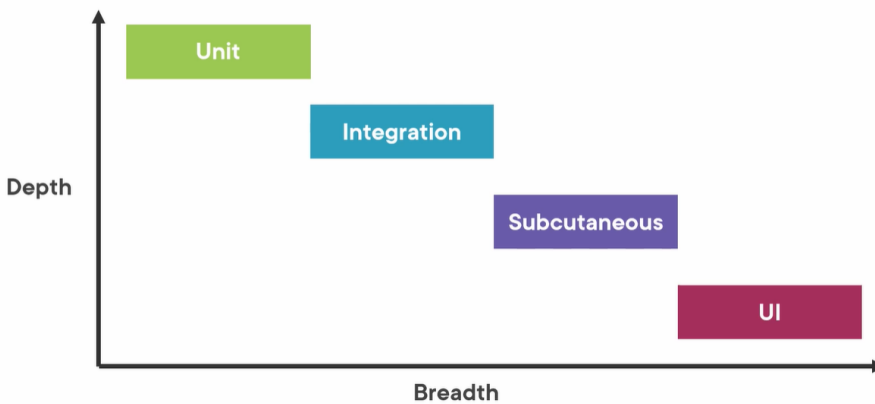 Unit
Integration
Depth
Subcutaneous
UI
Breadth